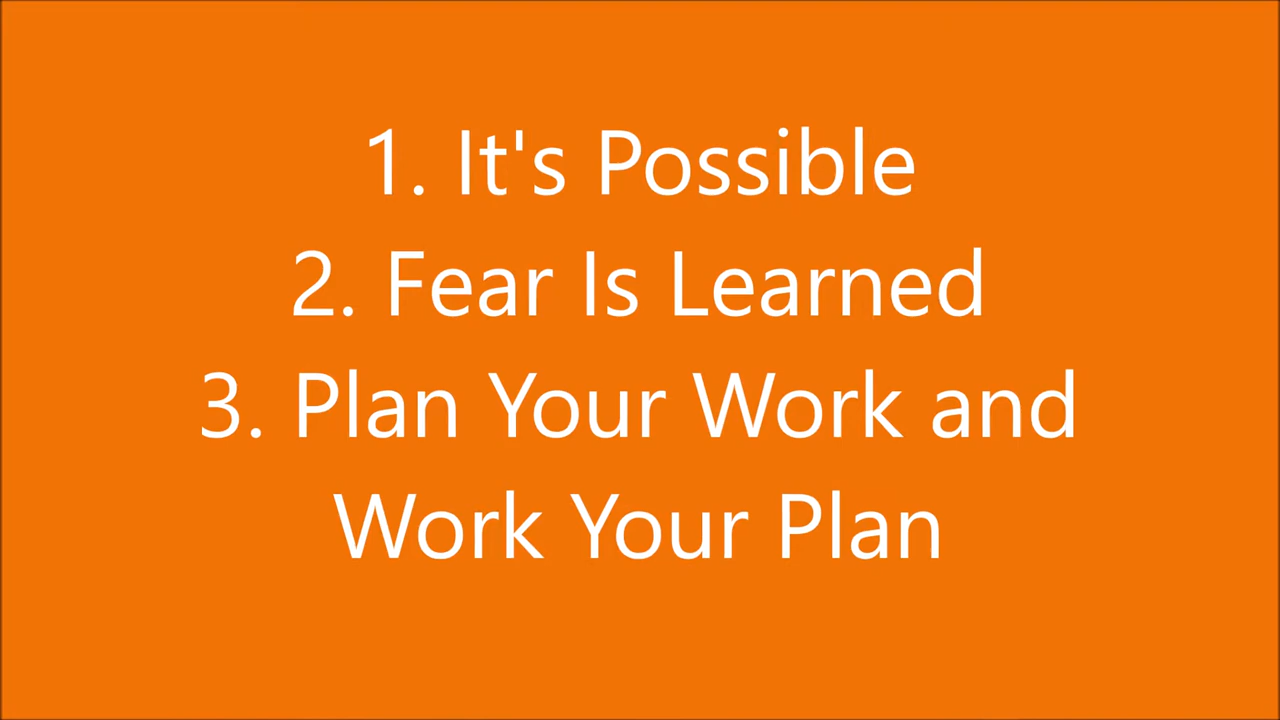 1. It's Possible
2. Fear Is Learned
3. Plan Your Work and
Work Your Plan